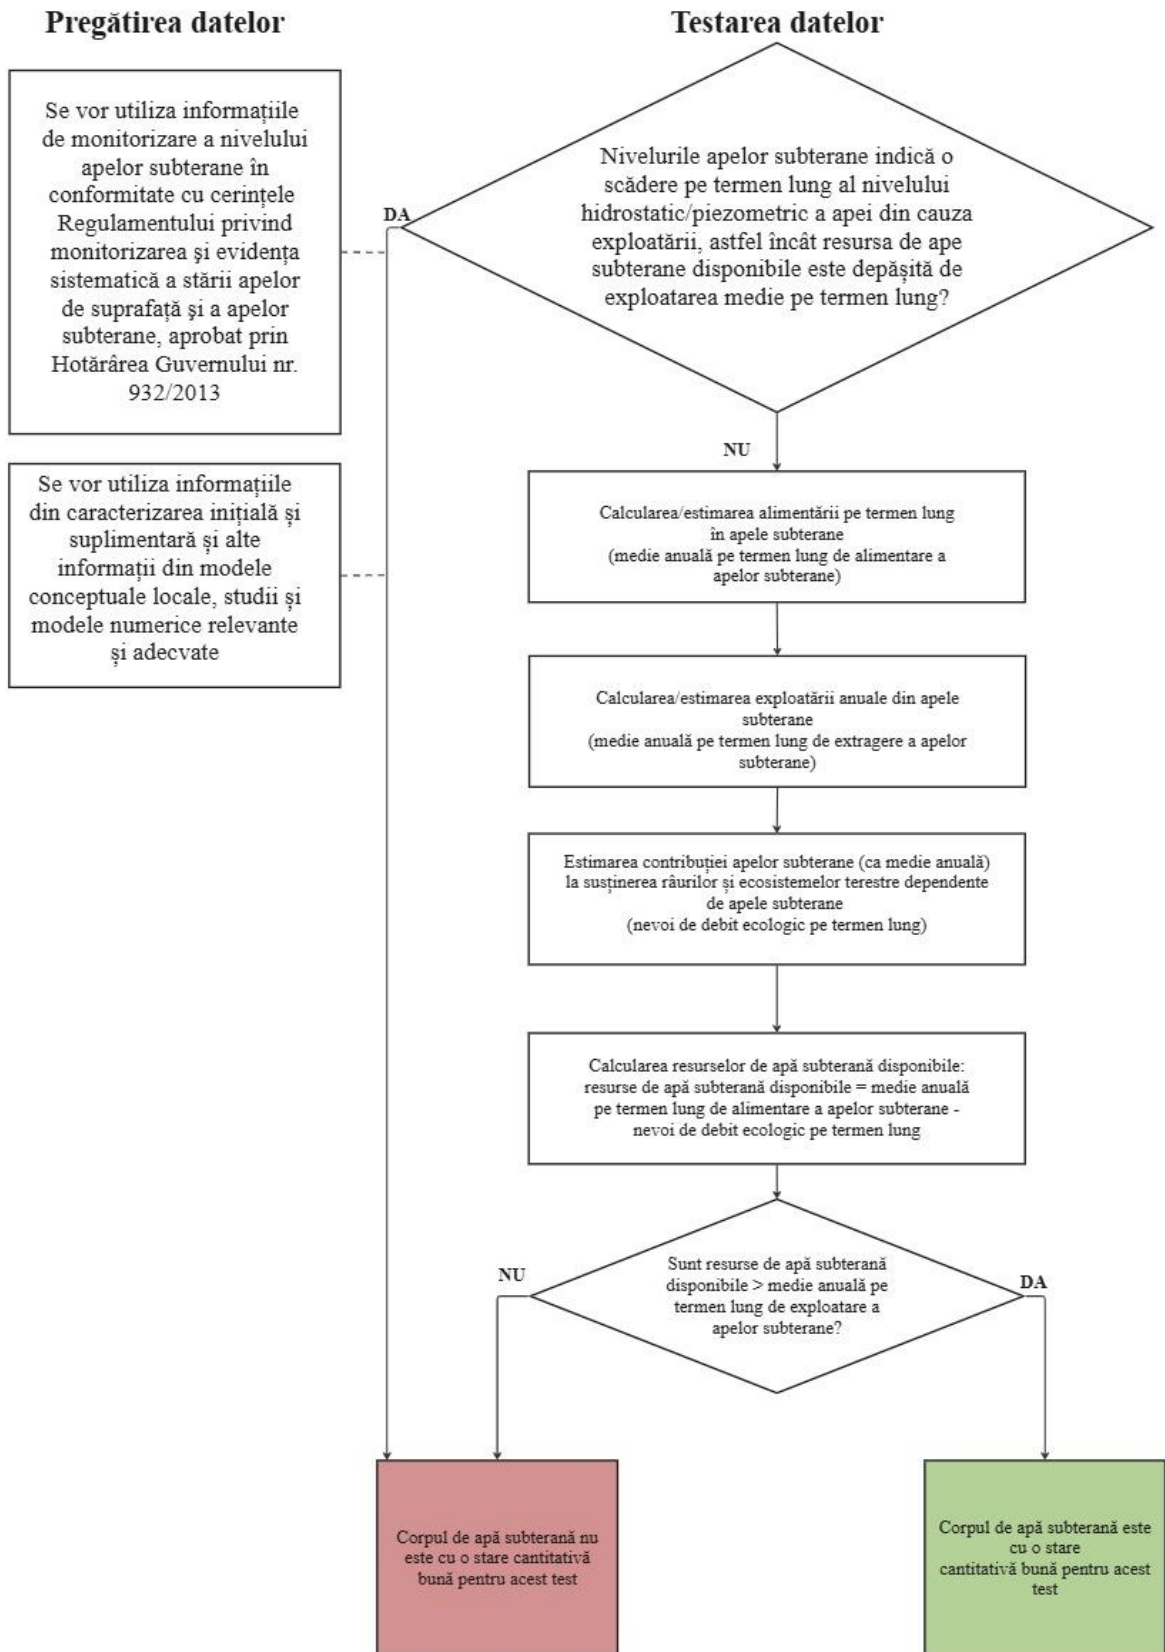 Pregătirea datelor
Se vor utiliza informațiile
de monitorizare a nivelului
apelor subterane în
conformitate cu cerințele
Regulamentului privind
monitorizarea şi evidența
sistematică a stării apelor
de suprafață şi a apelor
subterane, aprobat prin
Hotărârea Guvernului nr.
932/2013
Se vor utiliza informațiile
din caracterizarea inițială și
suplimentară și alte
informații din modele
conceptuale locale, studii și
modele numerice relevante
și adecvate
Testarea datelor
Nivelurile apelor subterane indică o
scădere pe termen lung al nivelului
hidrostatic/piezometric a apei din cauza
exploatării, astfel încât resursa de ape
subterane disponibile este depășită de
exploatarea medie pe termen lung?
DA
NU
Calcularea/estimarea alimentării pe termen lung
în apele subterane
(medie anuală pe termen lung de alimentare a
apelor subterane)
Calcularea/estimarea exploatării anuale din apele
subterane
(medie anuală pe termen lung de extragere a apelor
subterane)
Estimarea contribuției apelor subterane (ca medie anuală)
la susținerea râurilor și ecosistemelor terestre dependente
de apele subterane
(nevoi de debit ecologic pe termen lung)
Calcularea resurselor de apă subterană disponibile:
resurse de apă subterană disponibile = medie anuală
pe termen lung de alimentare a apelor subterane -
nevoi de debit ecologic pe termen lung
Sunt resurse de apă subterană
disponibile > medie anuală pe
termen lung de exploatare a
apelor subterane?
NU
DA
Corpul de apă subterană nu
este cu o stare cantitativă
bună pentru acest test
Corpul de apă subterană este
cu o stare
cantitativă bună pentru acest
test